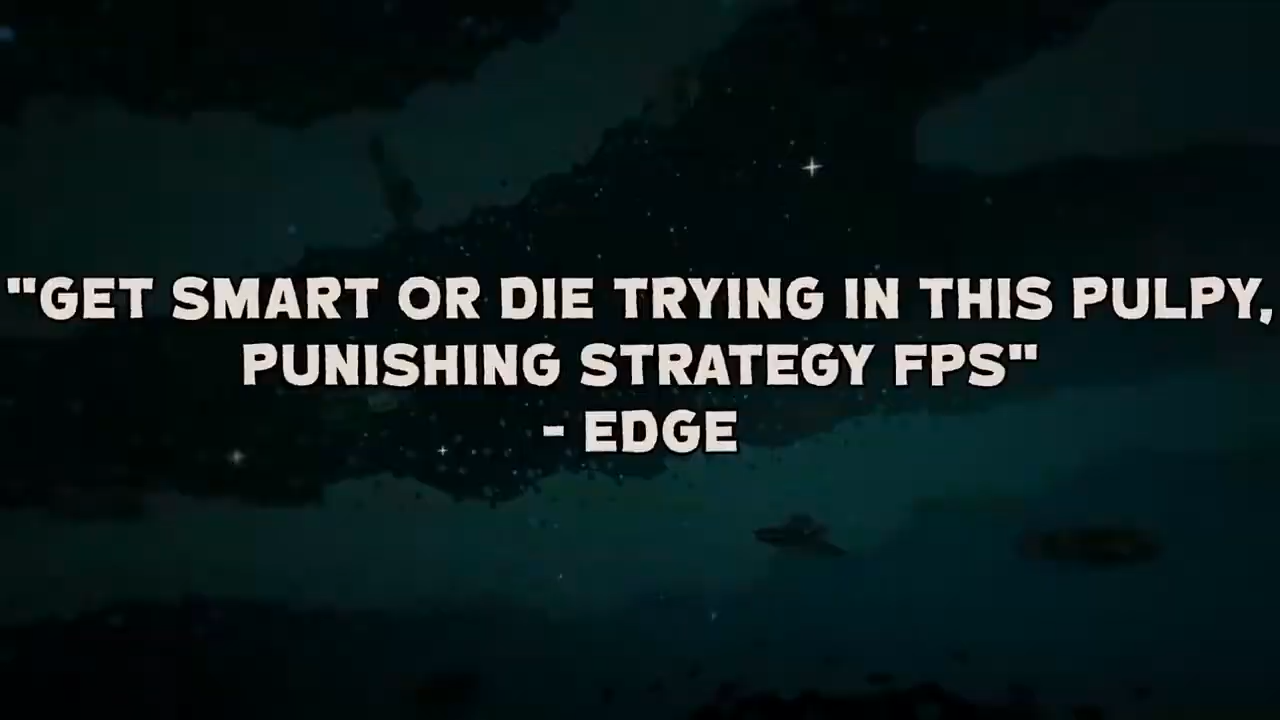 "GET SMART OR DIE TRYING IN THIS PULPY,
PUNISHING STRATEGY FPS"
- EDGE